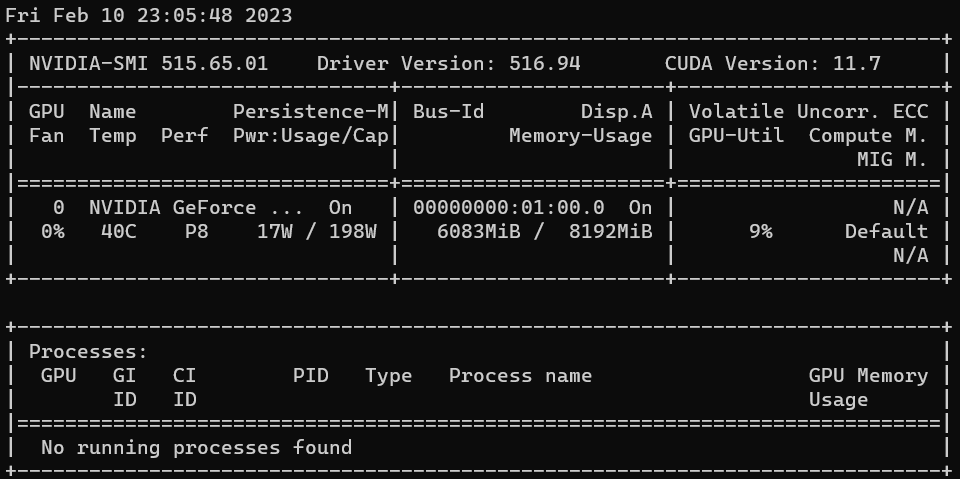 Fri Feb 10 23:05:48 2023
+-----------------------------------------------------------------------------+
| NVIDIA-SMI 515.65.01    Driver Version: 516.94       CUDA Version: 11.7     |
|-------------------------------+----------------------+----------------------+
| GPU  Name        Persistence-M| Bus-Id        Disp.A | Volatile Uncorr. ECC |
| Fan  Temp  Perf  Pwr:Usage/Cap|         Memory-Usage | GPU-Util  Compute M. |
|                               |                      |               MIG M. |
|===============================+======================+======================|
|   0  NVIDIA GeForce ...  On   | 00000000:01:00.0  On |                  N/A |
|  0%   40C    P8    17W / 198W |   6083MiB /  8192MiB |      9%      Default |
|                               |                      |                  N/A |
+-------------------------------+----------------------+----------------------+

+-----------------------------------------------------------------------------+
| Processes:                                                                  |
|  GPU   GI   CI        PID   Type   Process name                  GPU Memory |
|        ID   ID                                                   Usage      |
|=============================================================================|
|  No running processes found                                                 |
+-----------------------------------------------------------------------------+